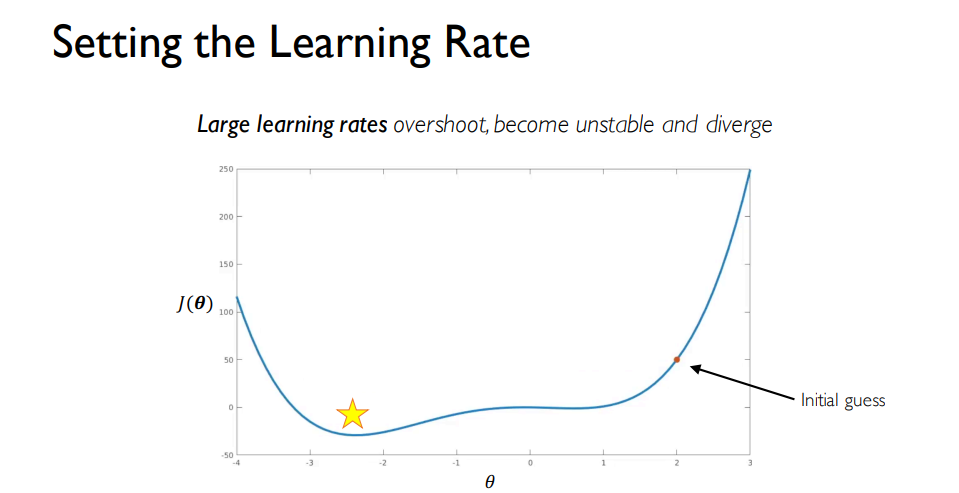 Setting the Learning Rate
Large learning rates overshoot, become unstable and diverge
250
200
150
J(θ)
100
50
0
-50
-4 -3 -2 -1 0 1 2 3
Initial guess
θ